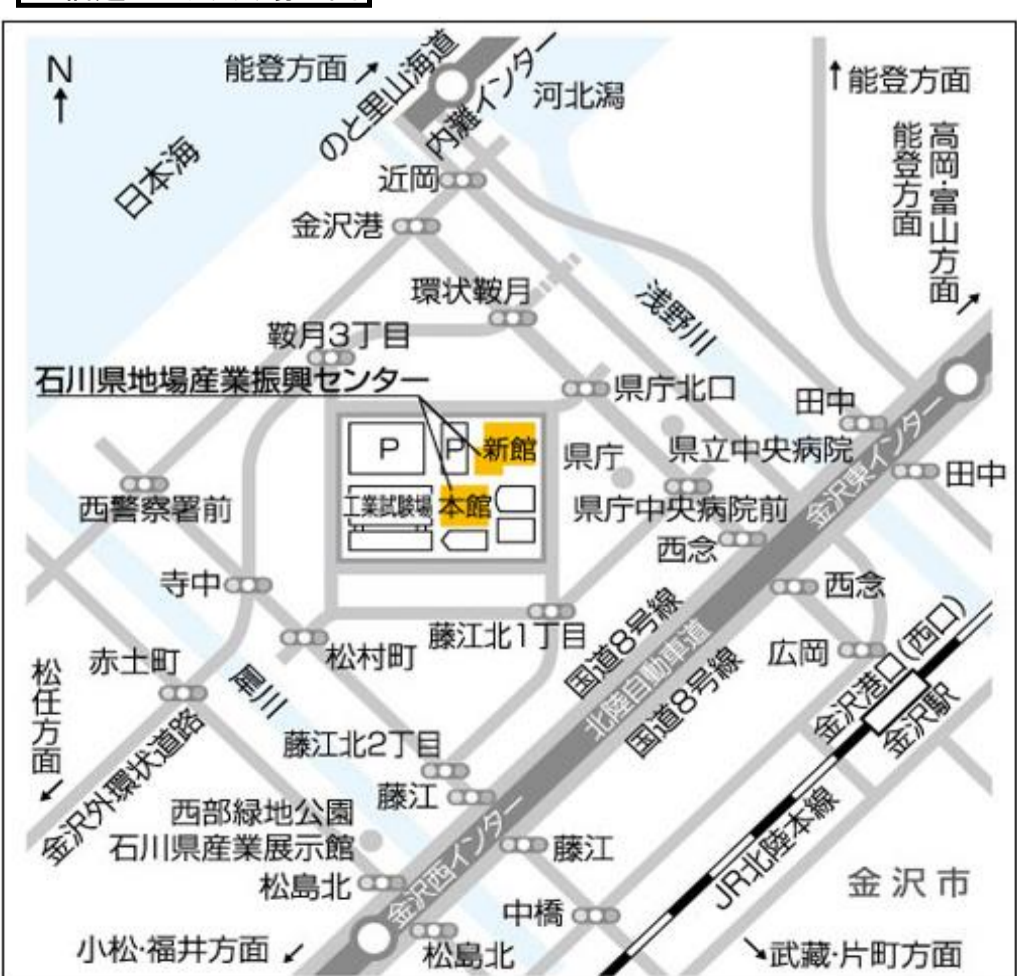 N
能登方面
のと里山海道
内灘インター
河北潟
能登方面
高岡・富山方面
能登方面
日本海
近岡
金沢港
環状鞍月
浅野川
鞍月3丁目
石川県地場産業振興センター
県庁北口
田中
P
P
新館
県庁
県立中央病院
金沢東インター
田中
西警察署前
工業試験場
本館
県庁中央病院前
西念
寺中
西念
藤江北1丁目
国道8号線
松村町
北陸自動車道
広岡
金沢港口(西口)
赤土町
国道8号線
金沢駅
松任方面
犀川
金沢外環状道路
藤江北2丁目
藤江
西部緑地公園
石川県産業展示館
藤江
金沢西インター
JR北陸本線
松島北
金沢市
中橋
小松・福井方面
松島北
武蔵・片町方面